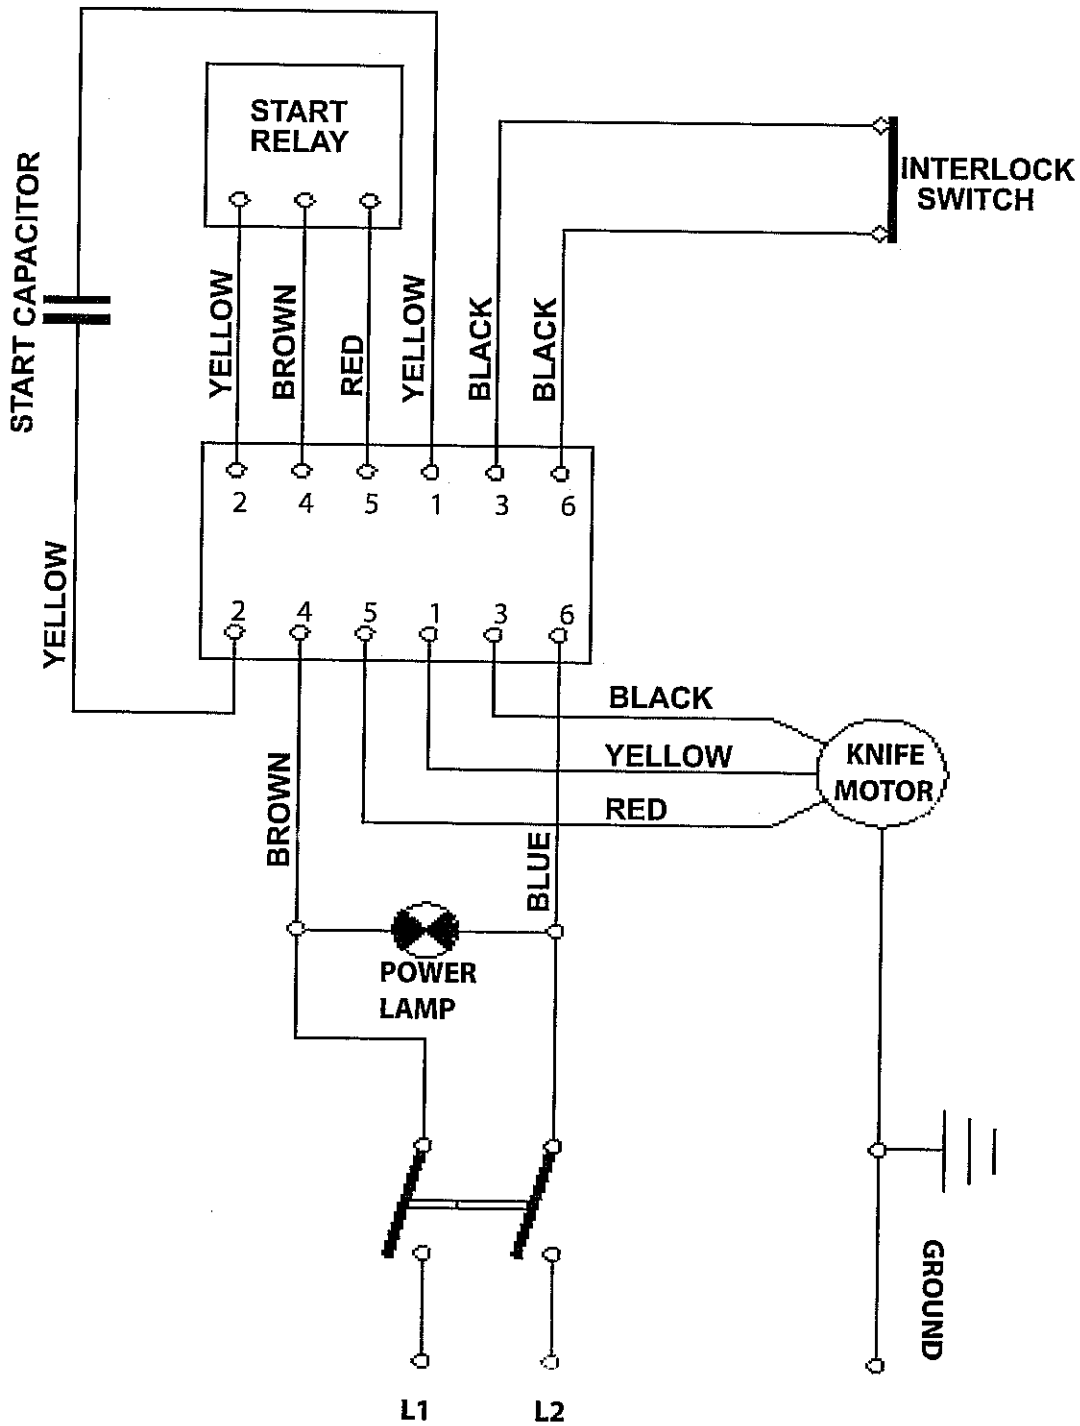 START
RELAY
INTERLOCK
SWITCH
START CAPACITOR
YELLOW
BROWN
RED
YELLOW
BLACK
BLACK
2 4 5 1 3 6
YELLOW
2 4 5 1 3 6
BLACK
YELLOW
RED
KNIFE
MOTOR
BROWN
BLUE
POWER
LAMP
GROUND
L1 L2